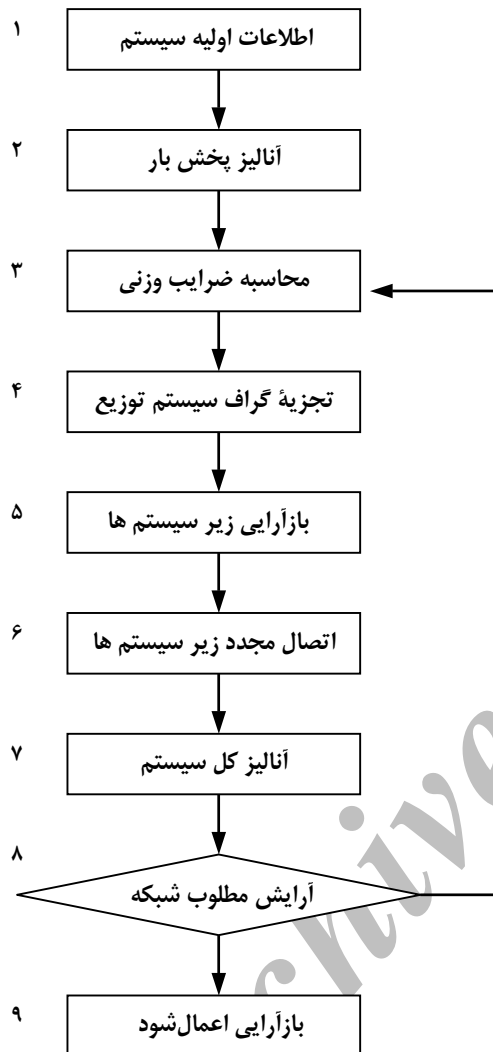 ۱
اطلاعات اولیه سیستم
۲
آنالیز پخش بار
۳
محاسبه ضرایب وزنی
۴
تجزیهٔ گراف سیستم توزیع
۵
بازآرایی زیر سیستم ها
۶
اتصال مجدد زیر سیستم ها
۷
آنالیز کل سیستم
۸
آرایش مطلوب شبکه
۹
بازآرایی اعمال‌شود